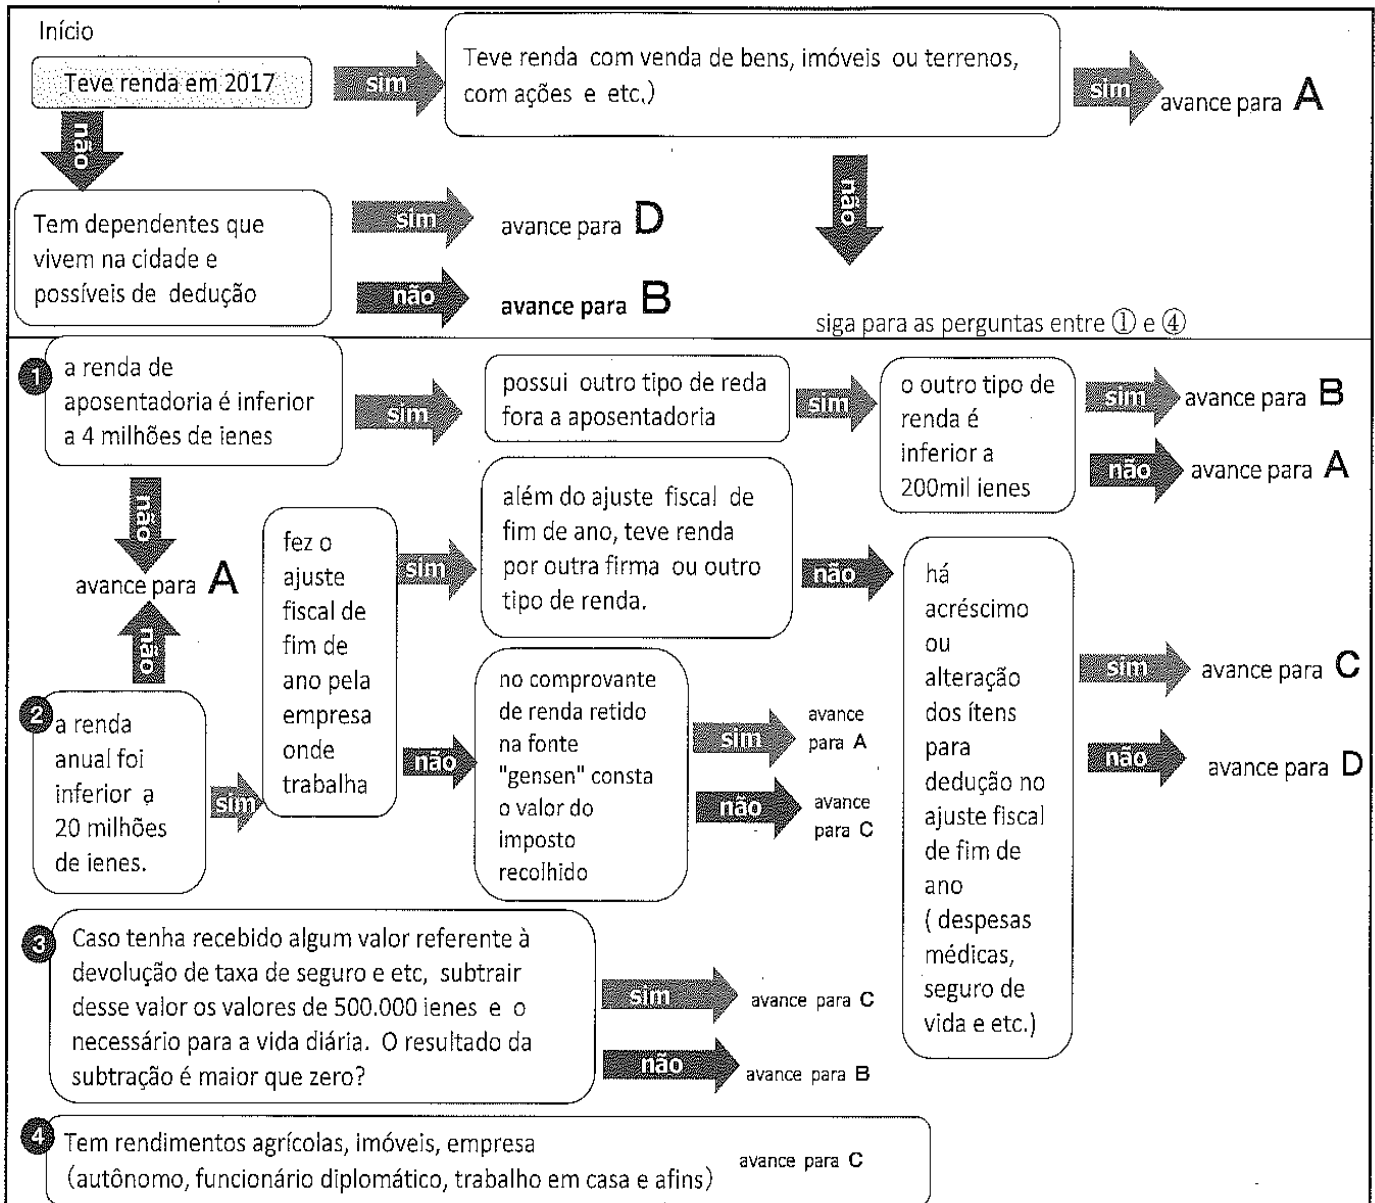 Início
Teve renda em 2017
sim
Teve renda com venda de bens, imóveis ou terrenos,
com ações e etc.)
sim
avance para A
não
não
Tem dependentes que
vivem na cidade e
possíveis de dedução
sim
avance para D
não
avance para B
siga para as perguntas entre ① e ④
1
a renda de
aposentadoria é inferior
a 4 milhões de ienes
sim
possui outro tipo de reda
fora a aposentadoria
sim
o outro tipo de
renda é
inferior a
200mil ienes
sim
avance para B
não
avance para A
não
avance para A
não
2
a renda
anual foi
inferior a
20 milhões
de ienes.
sim
fez o
ajuste
fiscal de
fim de
ano pela
empresa
onde
trabalha
sim
além do ajuste fiscal de
fim de ano, teve renda
por outra firma ou outro
tipo de renda.
não
não
no comprovante
de renda retido
na fonte
"gensen" consta
o valor do
imposto
recolhido
sim
avance
para A
não
avance
para C
há
acréscimo
ou
alteração
dos ítens
para
dedução no
ajuste fiscal
de fim de
ano
( despesas
médicas,
seguro de
vida e etc.)
sim
avance para C
não
avance para D
3
Caso tenha recebido algum valor referente à
devolução de taxa de seguro e etc, subtrair
desse valor os valores de 500.000 ienes e o
necessário para a vida diária. O resultado da
subtração é maior que zero?
sim
avance para C
não
avance para B
4
Tem rendimentos agrícolas, imóveis, empresa
(autônomo, funcionário diplomático, trabalho em casa e afins)
avance para C